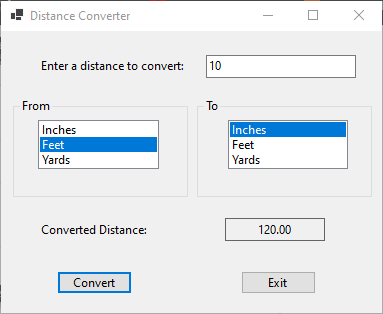 Distance Converter
Enter a distance to convert: 10
From To
Inches Inches
Feet Feet
Yards Yards
Converted Distance: 120.00
Convert Exit